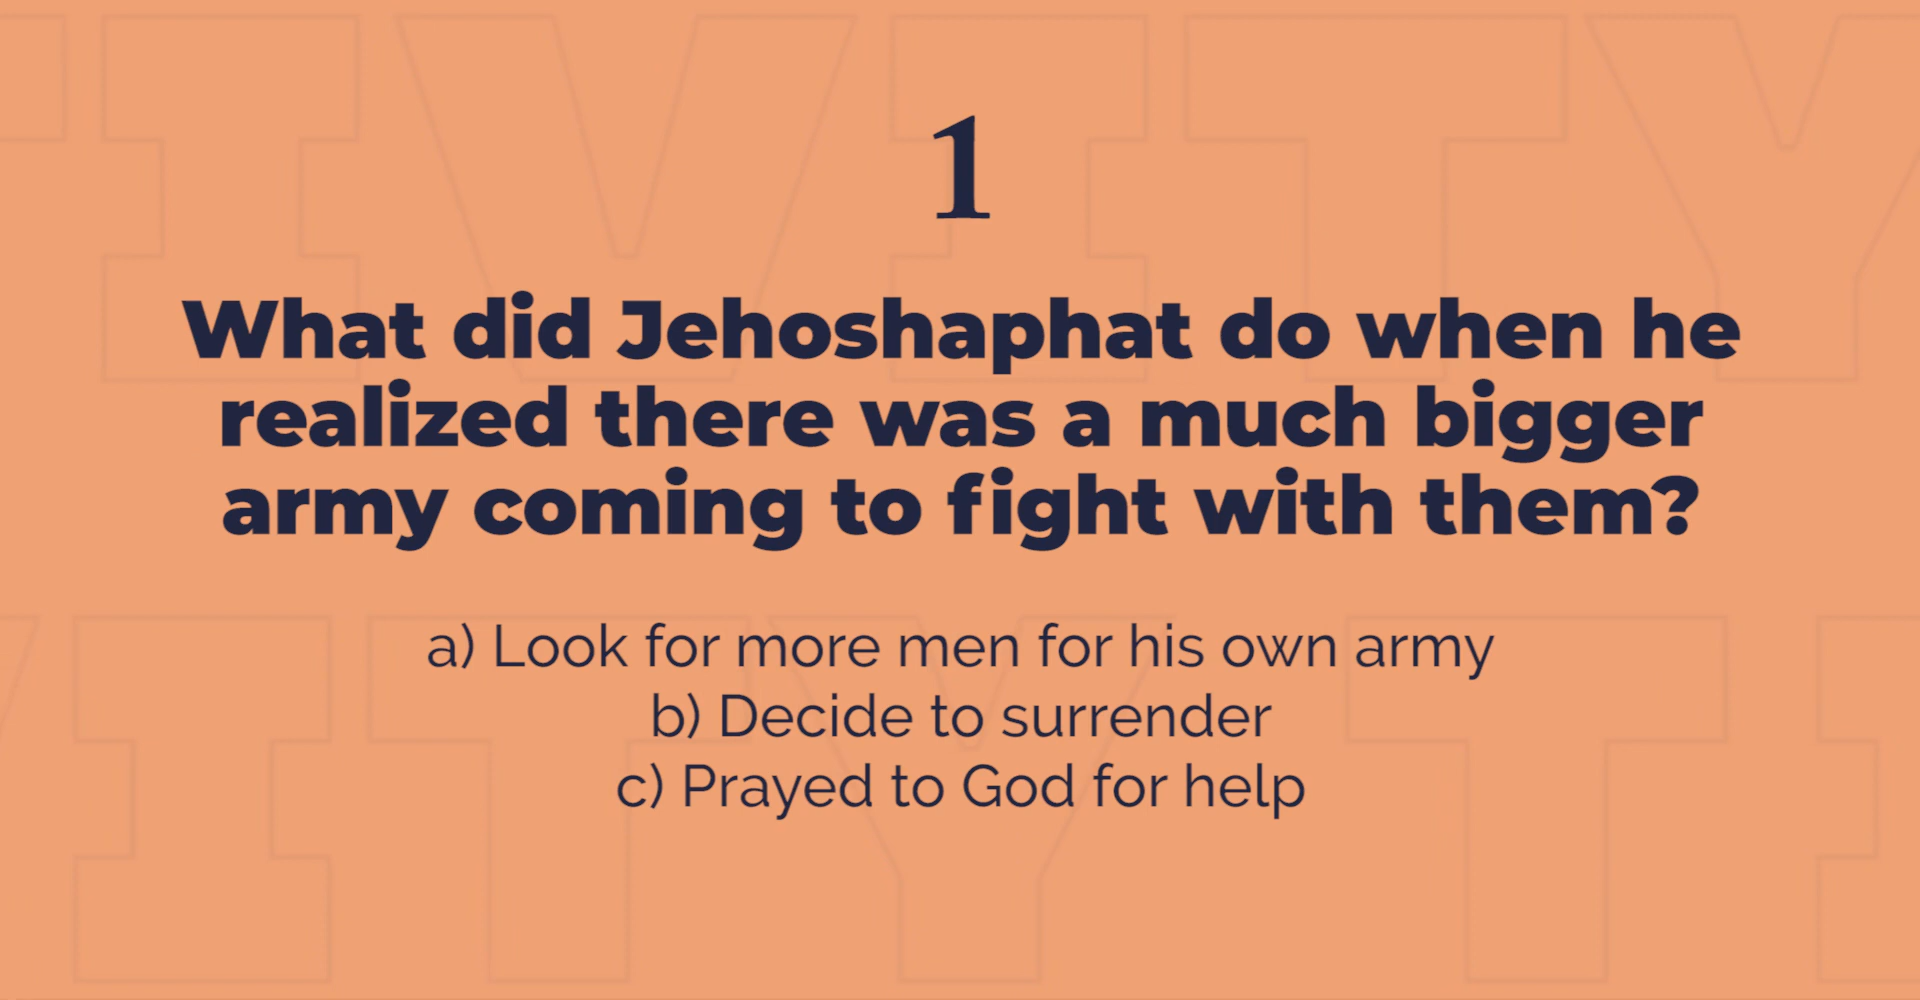 1
What did Jehoshaphat do when he
realized there was a much bigger
army coming to fight with them?
a) Look for more men for his own army
b) Decide to surrender
c) Prayed to God for help